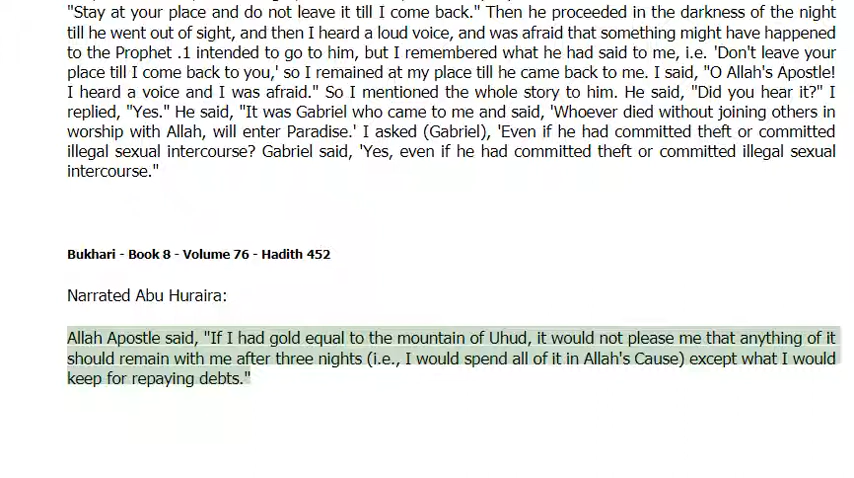 "Stay at your place and do not leave it till I come back." Then he proceeded in the darkness of the night
till he went out of sight, and then I heard a loud voice, and was afraid that something might have happened
to the Prophet .1 intended to go to him, but I remembered what he had said to me, i.e. 'Don't leave your
place till I come back to you,' so I remained at my place till he came back to me. I said, "O Allah's Apostle!
I heard a voice and I was afraid." So I mentioned the whole story to him. He said, "Did you hear it?" I
replied, "Yes." He said, "It was Gabriel who came to me and said, 'Whoever died without joining others in
worship with Allah, will enter Paradise.' I asked (Gabriel), 'Even if he had committed theft or committed
illegal sexual intercourse? Gabriel said, 'Yes, even if he had committed theft or committed illegal sexual
intercourse."
Bukhari - Book 8 - Volume 76 - Hadith 452
Narrated Abu Huraira:
Allah Apostle said, "If I had gold equal to the mountain of Uhud, it would not please me that anything of it
should remain with me after three nights (i.e., I would spend all of it in Allah's Cause) except what I would
keep for repaying debts."